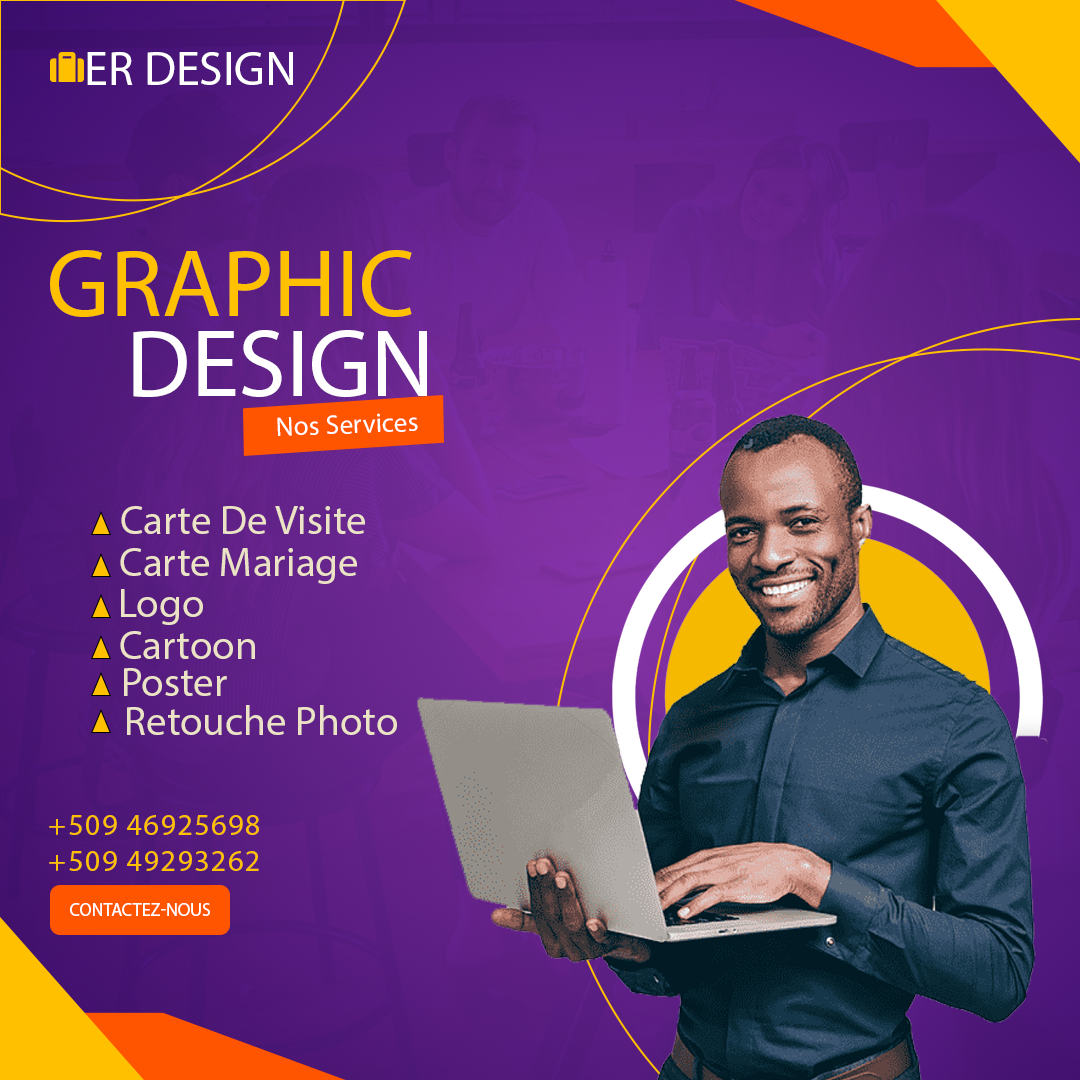 ER DESIGN
GRAPHIC
DESIGN
Nos Services
Carte De Visite
Carte Mariage
Logo
Cartoon
Poster
Retouche Photo
+509 46925698
+509 49293262
CONTACTEZ-NOUS